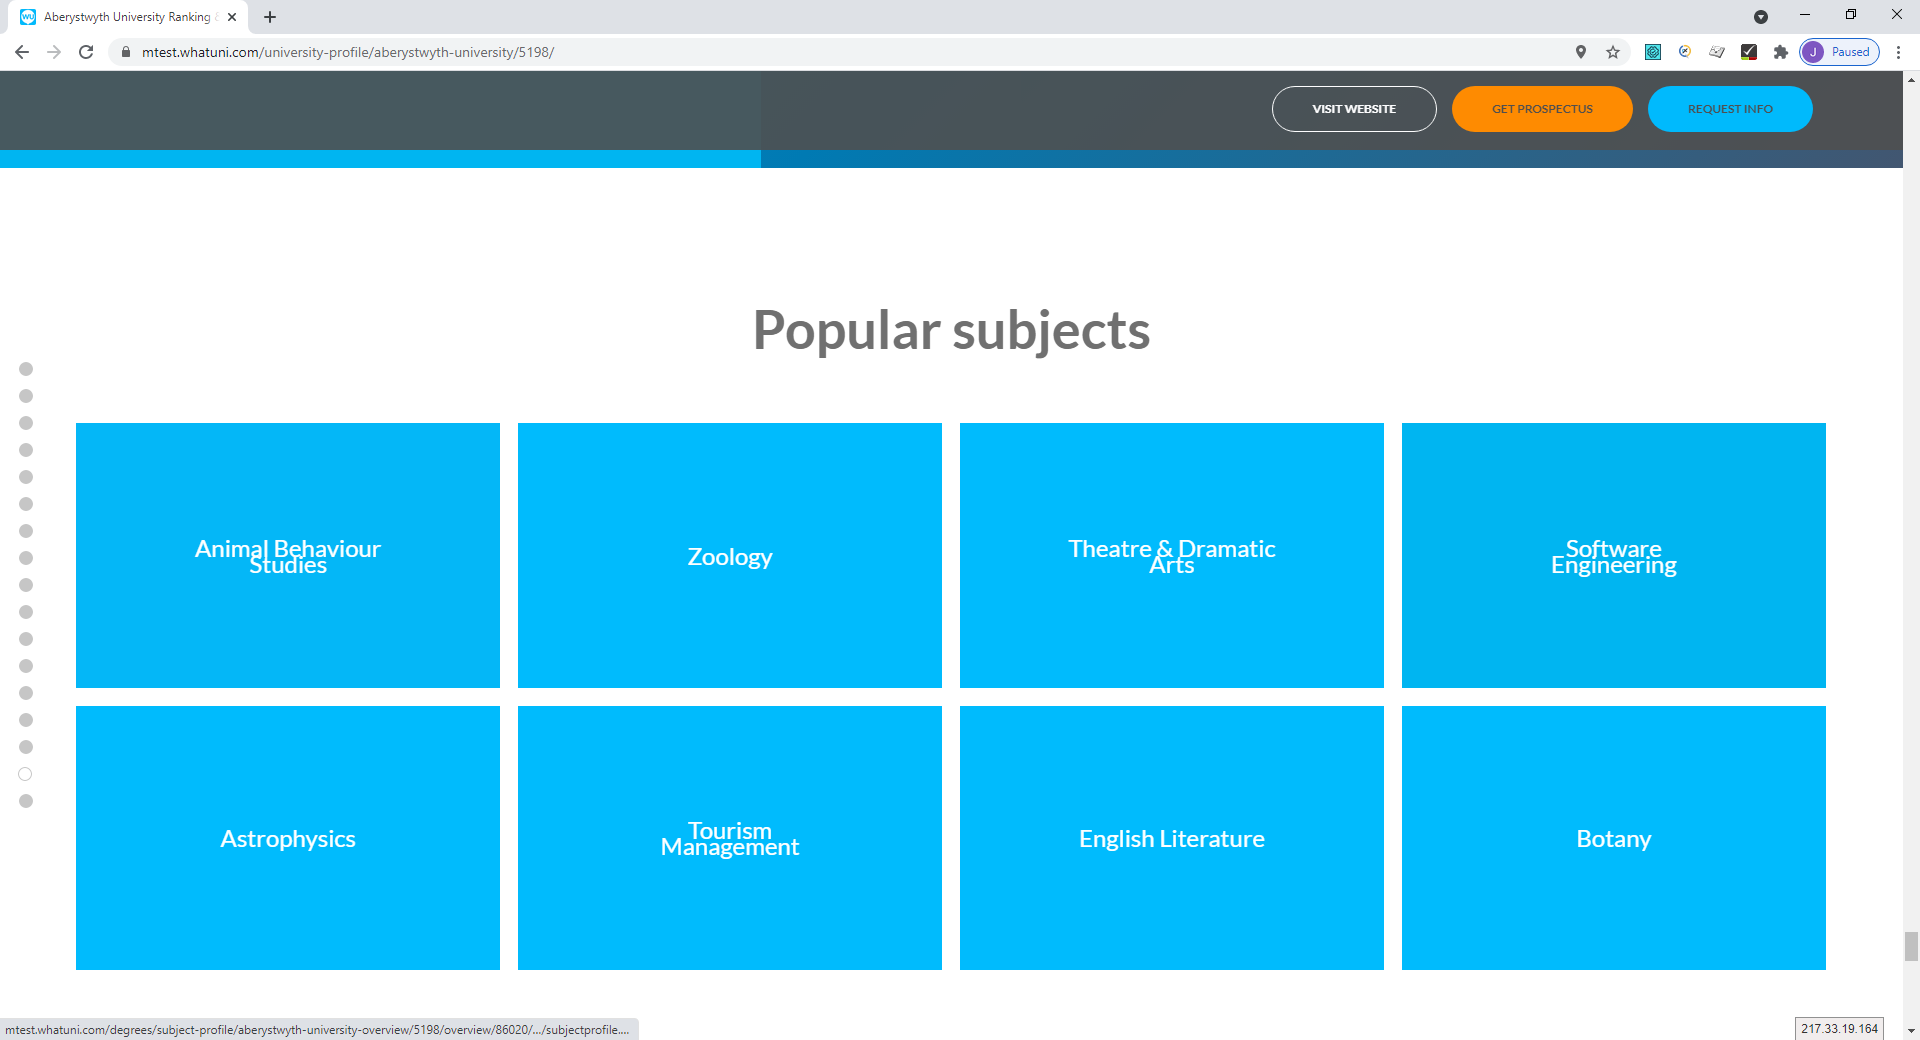 Aberystwyth University Ranking
mtest.whatuni.com/university-profile/aberystwyth-university/5198/
J Paused
VISIT WEBSITE
GET PROSPECTUS
REQUEST INFO
Popular subjects
Animal Behaviour
Studies
Zoology
Theatre & Dramatic
Arts
Software
Engineering
Astrophysics
Tourism
Management
English Literature
Botany
mtest.whatuni.com/degrees/subject-profile/aberystwyth-university-overview/5198/overview/86020/.../subjectprofile....
217.33.19.164